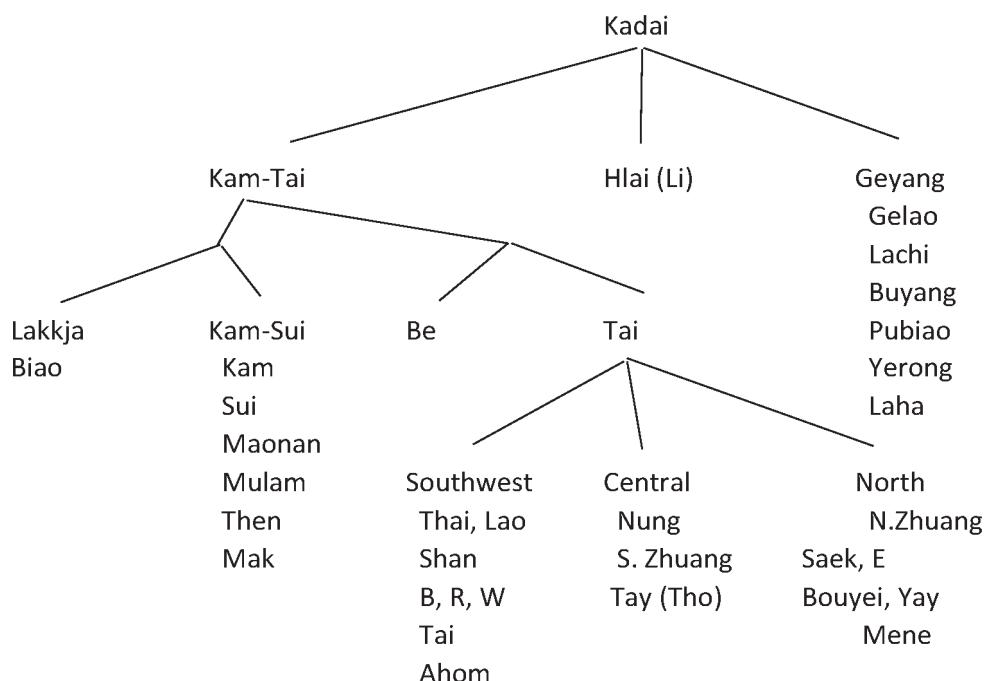 Kadai
Kam-Tai Hlai (Li) Geyang
Gelao
Lachi
Buyang
Lakkja Kam-Sui Be Tai Pubiao
Biao Kam Yerong
Sui Laha
Maonan
Mulam Southwest Central North
Then Thai, Lao Nung N.Zhuang
Mak Shan S. Zhuang Saek, E
B, R, W Tay (Tho) Bouyei, Yay
Tai Mene
Ahom